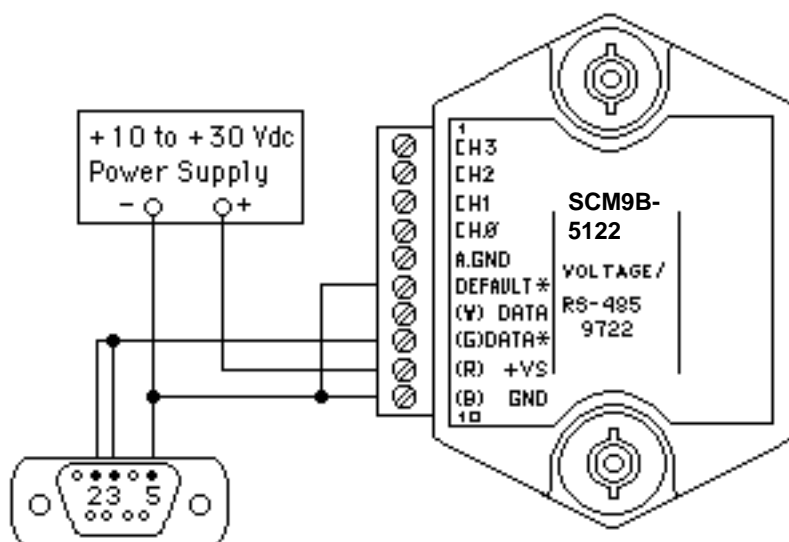 +10 to +30 Vdc
Power Supply
- +
1
CH3
CH2
CH1
CH.0
A.GND
DEFAULT*
(Y) DATA
(G)DATA*
(R) +VS
(B) GND
10
SCM9B-
5122
VOLTAGE/
RS-485
9722
2 3 5